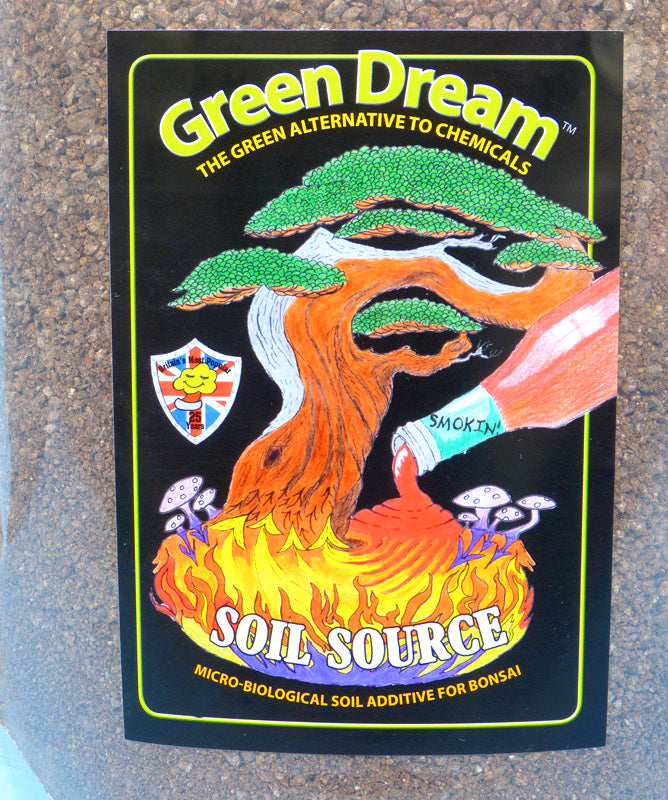 Green Dream™
THE GREEN ALTERNATIVE TO CHEMICALS
SMOKIN'
Britain's Most Popular
25
Years
SOIL SOURCE
MICRO-BIOLOGICAL SOIL ADDITIVE FOR BONSAI